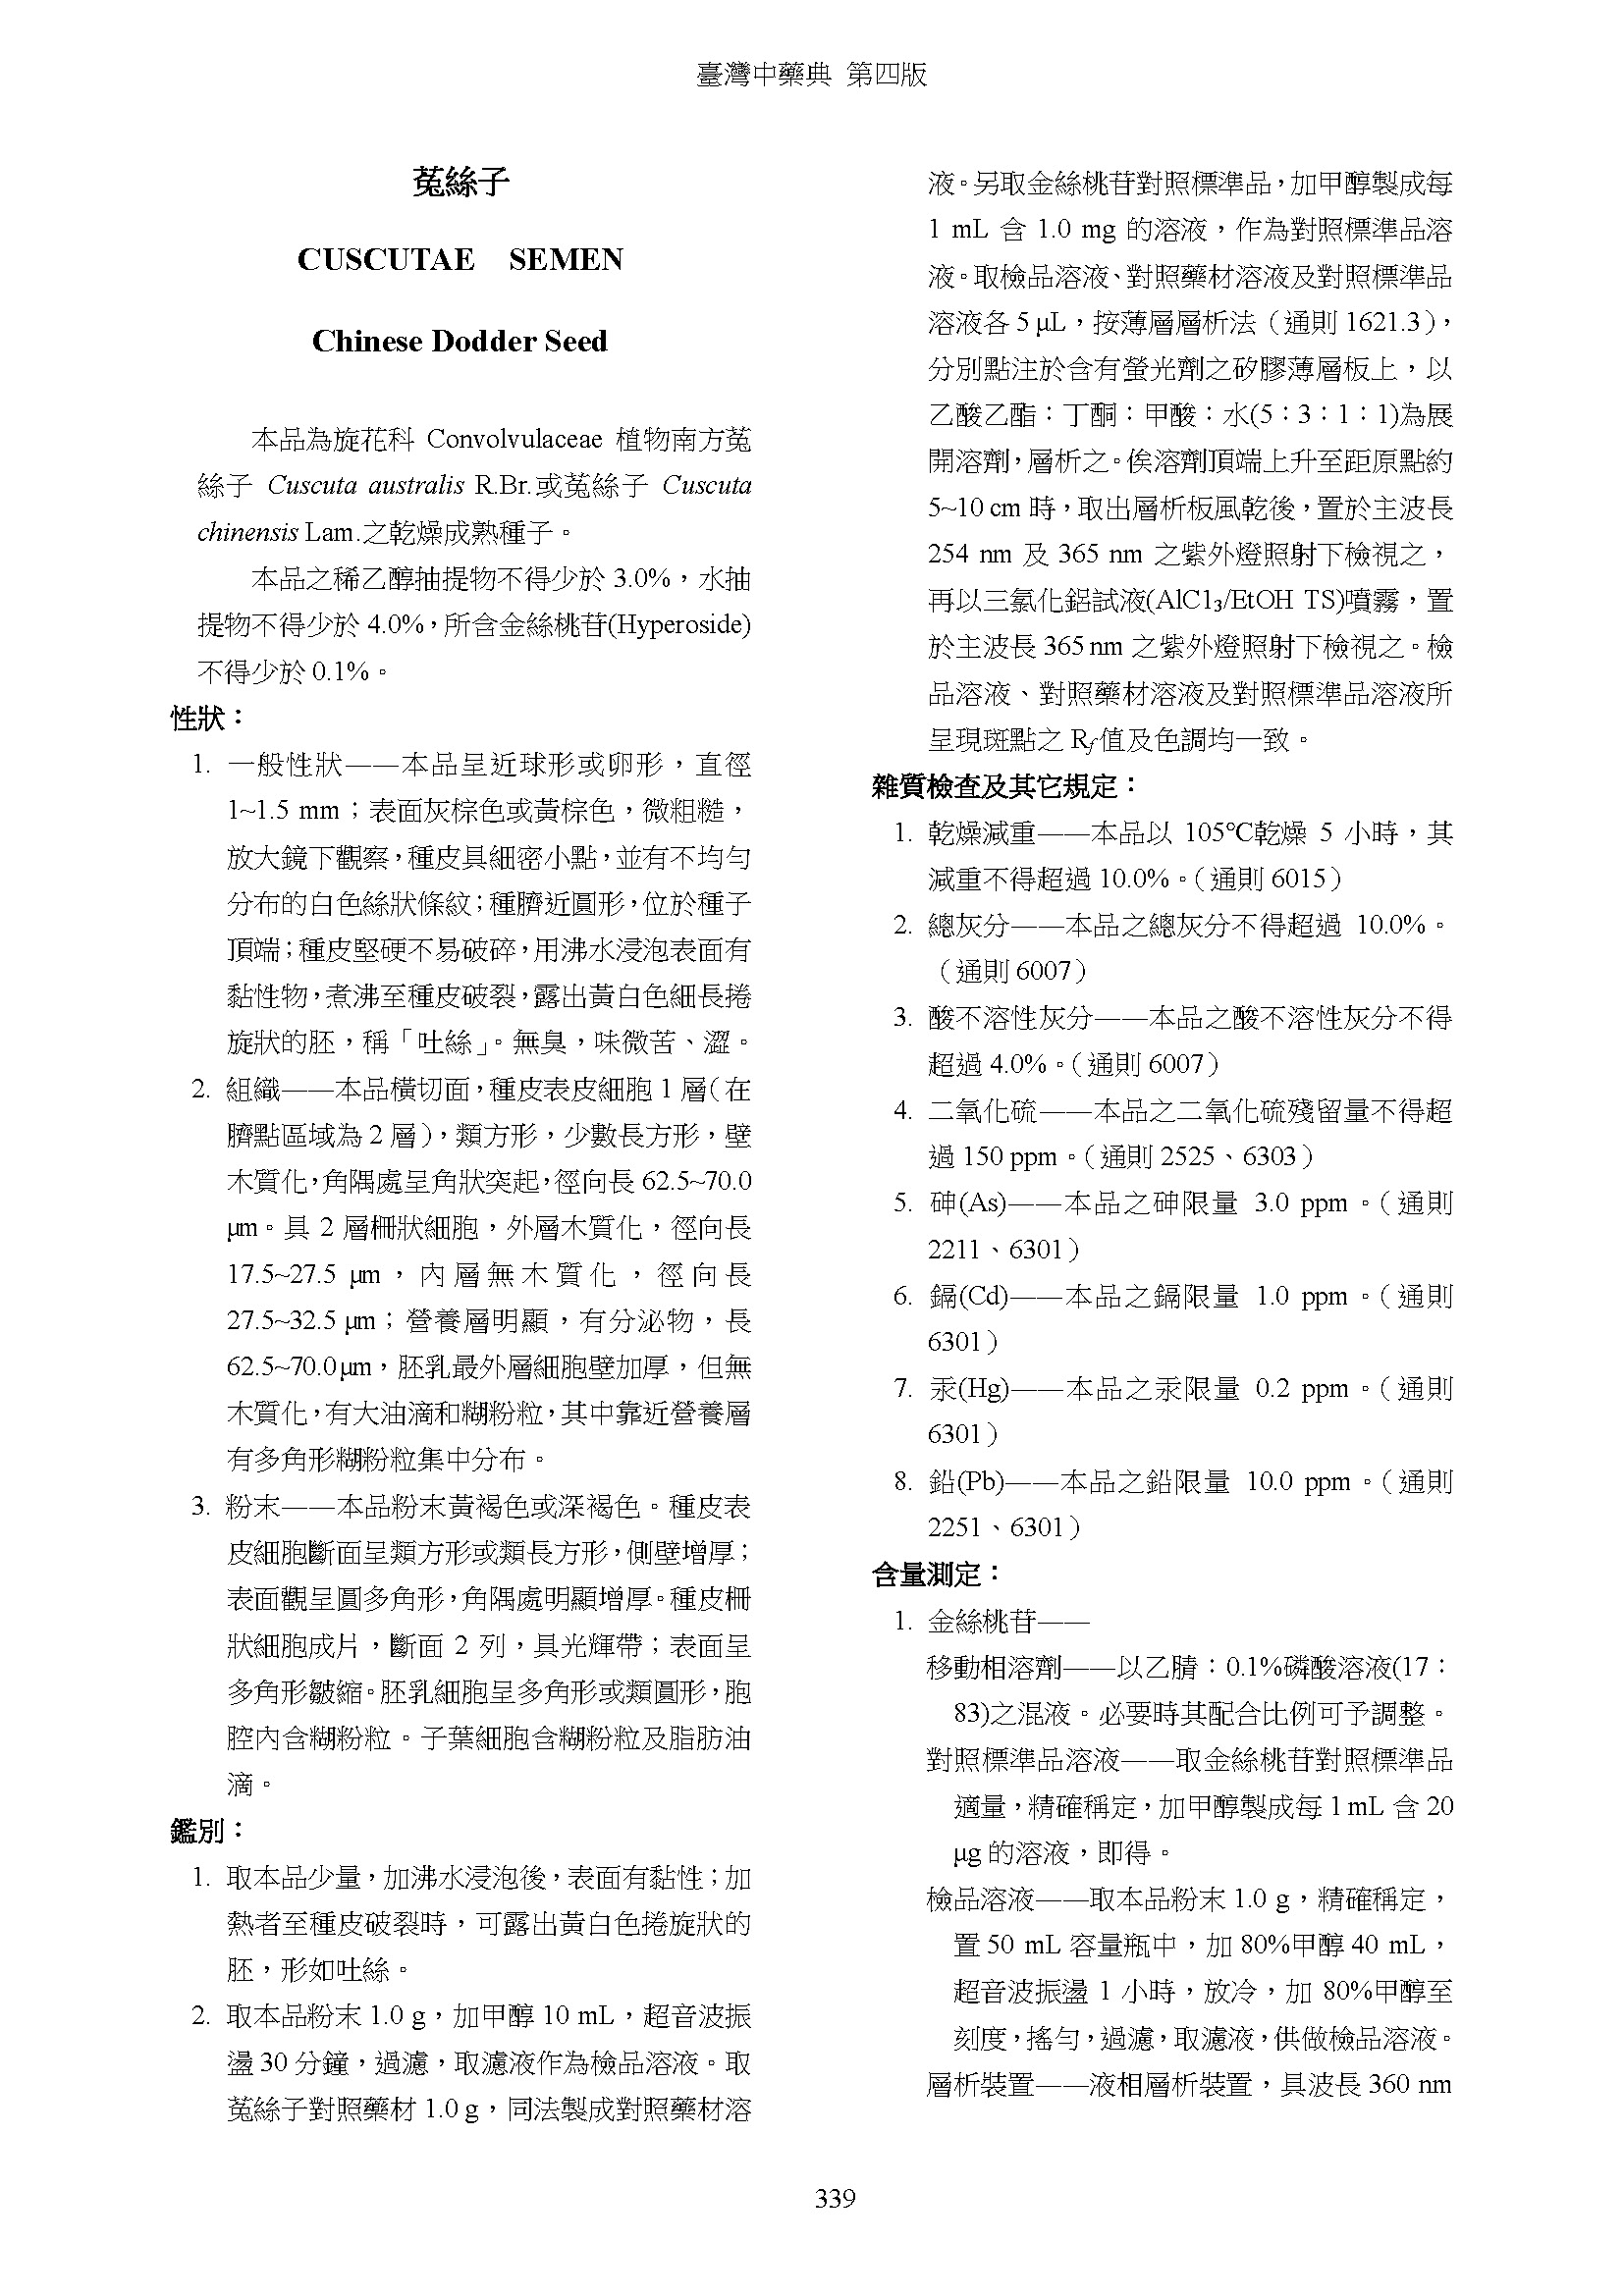 臺灣中藥典 第四版
菟絲子
CUSCUTAE SEMEN
Chinese Dodder Seed
本品為旋花科 Convolvulaceae 植物南方菟
絲子 Cuscuta australis R.Br.或菟絲子 Cuscuta
chinensis Lam.之乾燥成熟種子。
本品之稀乙醇抽提物不得少於 3.0%，水抽
提物不得少於 4.0%，所含金絲桃苷(Hyperoside)
不得少於 0.1%。
性狀：
1. 一般性狀——本品呈近球形或卵形，直徑
1~1.5 mm；表面灰棕色或黃棕色，微粗糙，
放大鏡下觀察，種皮具細密小點，並有不均勻
分布的白色絲狀條紋；種臍近圓形，位於種子
頂端；種皮堅硬不易破碎，用沸水浸泡表面有
黏性物，煮沸至種皮破裂，露出黃白色細長捲
旋狀的胚，稱「吐絲」。無臭，味微苦、澀。
2. 組織——本品橫切面，種皮表皮細胞 1 層（在
臍點區域為 2 層），類方形，少數長方形，壁
木質化，角隅處呈角狀突起，徑向長 62.5~70.0
μm。具 2 層柵狀細胞，外層木質化，徑向長
17.5~27.5 μm，內層無木質化，徑向長
27.5~32.5 μm；營養層明顯，有分泌物，長
62.5~70.0 μm，胚乳最外層細胞壁加厚，但無
木質化，有大油滴和糊粉粒，其中靠近營養層
有多角形糊粉粒集中分布。
3. 粉末——本品粉末黃褐色或深褐色。種皮表
皮細胞斷面呈類方形或類長方形，側壁增厚；
表面觀呈圓多角形，角隅處明顯增厚。種皮柵
狀細胞成片，斷面 2 列，具光輝帶；表面呈
多角形皺縮。胚乳細胞呈多角形或類圓形，胞
腔內含糊粉粒。子葉細胞含糊粉粒及脂肪油
滴。
鑑別：
1. 取本品少量，加沸水浸泡後，表面有黏性；加
熱者至種皮破裂時，可露出黃白色捲旋狀的
胚，形如吐絲。
2. 取本品粉末 1.0 g，加甲醇 10 mL，超音波振
盪 30 分鐘，過濾，取濾液作為檢品溶液。取
菟絲子對照藥材 1.0 g，同法製成對照藥材溶
液。另取金絲桃苷對照標準品，加甲醇製成每
1 mL 含 1.0 mg 的溶液，作為對照標準品溶
液。取檢品溶液、對照藥材溶液及對照標準品
溶液各 5 μL，按薄層層析法（通則 1621.3），
分別點注於含有螢光劑之矽膠薄層板上，以
乙酸乙酯：丁酮：甲酸：水(5：3：1：1)為展
開溶劑，層析之。俟溶劑頂端上升至距原點約
5~10 cm 時，取出層析板風乾後，置於主波長
254 nm 及 365 nm 之紫外燈照射下檢視之，
再以三氯化鋁試液(AlCl₃/EtOH TS)噴霧，置
於主波長 365 nm 之紫外燈照射下檢視之。檢
品溶液、對照藥材溶液及對照標準品溶液所
呈現斑點之 Rf值及色調均一致。
雜質檢查及其它規定：
1. 乾燥減重——本品以 105℃乾燥 5 小時，其
減重不得超過 10.0%。（通則 6015）
2. 總灰分——本品之總灰分不得超過 10.0%。
（通則 6007）
3. 酸不溶性灰分——本品之酸不溶性灰分不得
超過 4.0%。（通則 6007）
4. 二氧化硫——本品之二氧化硫殘留量不得超
過 150 ppm。（通則 2525、6303）
5. 砷(As)——本品之砷限量 3.0 ppm。（通則
2211、6301）
6. 鎘(Cd)——本品之鎘限量 1.0 ppm。（通則
6301）
7. 汞(Hg)——本品之汞限量 0.2 ppm。（通則
6301）
8. 鉛(Pb)——本品之鉛限量 10.0 ppm。（通則
2251、6301）
含量測定：
1. 金絲桃苷——
移動相溶劑——以乙腈：0.1%磷酸溶液(17：
83)之混液。必要時其配合比例可予調整。
對照標準品溶液——取金絲桃苷對照標準品
適量，精確稱定，加甲醇製成每 1 mL 含 20
μg 的溶液，即得。
檢品溶液——取本品粉末 1.0 g，精確稱定，
置 50 mL 容量瓶中，加 80%甲醇 40 mL，
超音波振盪 1 小時，放冷，加 80%甲醇至
刻度，搖勻，過濾，取濾液，供做檢品溶液。
層析裝置——液相層析裝置，具波長 360 nm
339